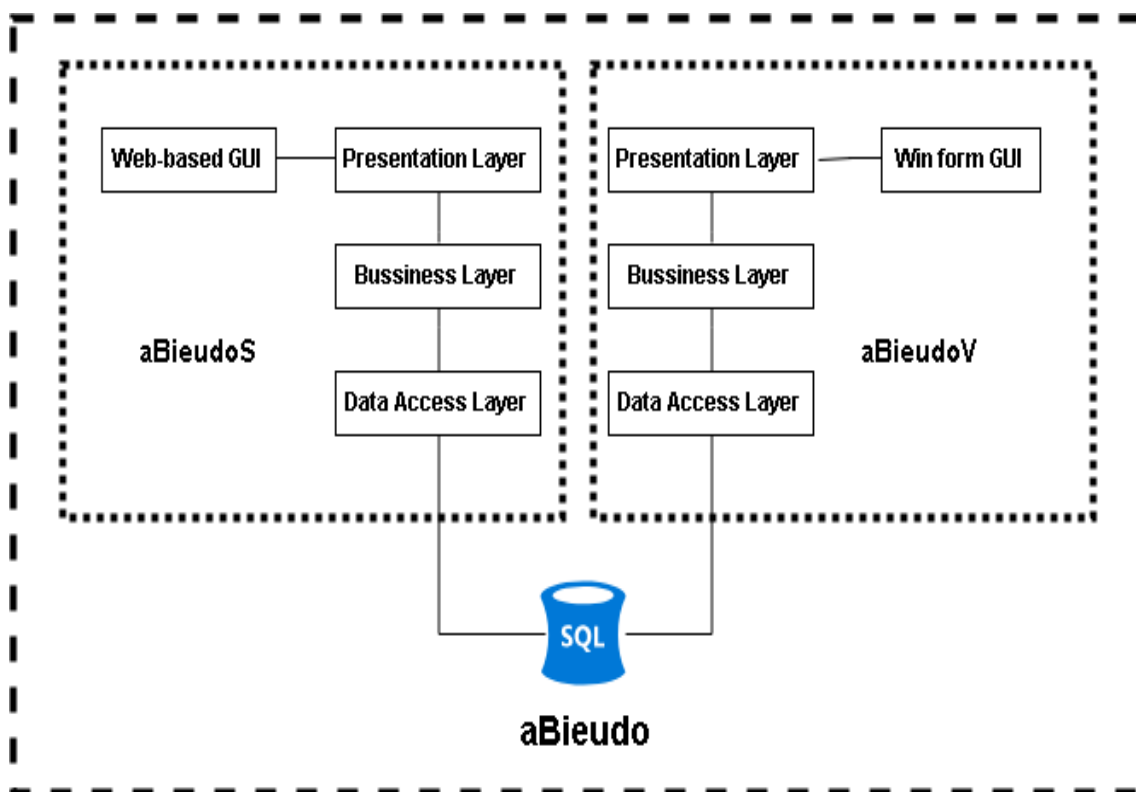 Web-based GUI
Presentation Layer
Presentation Layer
Win form GUI
Bussiness Layer
Bussiness Layer
aBieudoS
aBieudoV
Data Access Layer
Data Access Layer
SQL
aBieudo